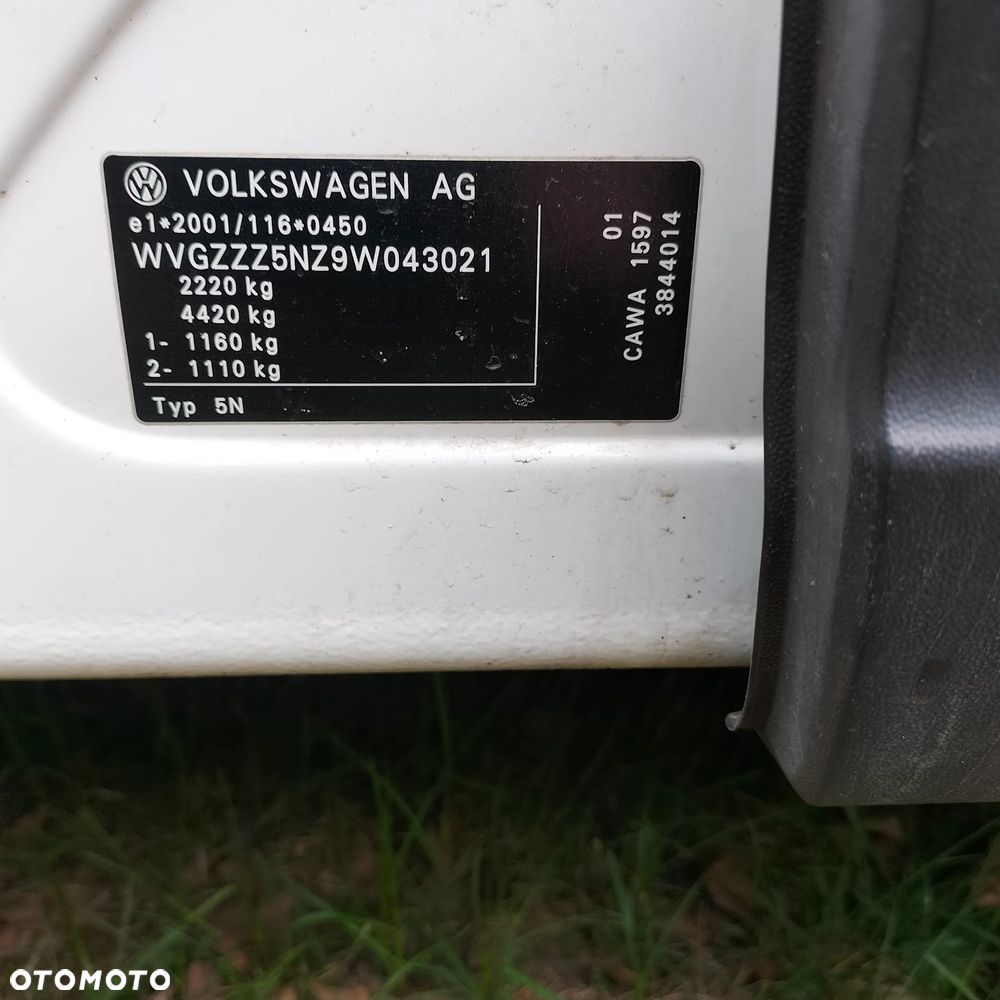 VOLKSWAGEN AG
e1*2001/116*0450
WVGZZZ5NZ9W043021
2220 kg
4420 kg
1- 1160 kg
2- 1110 kg
Typ 5N
01
CAWA 1597
3844014
OTOMOTO